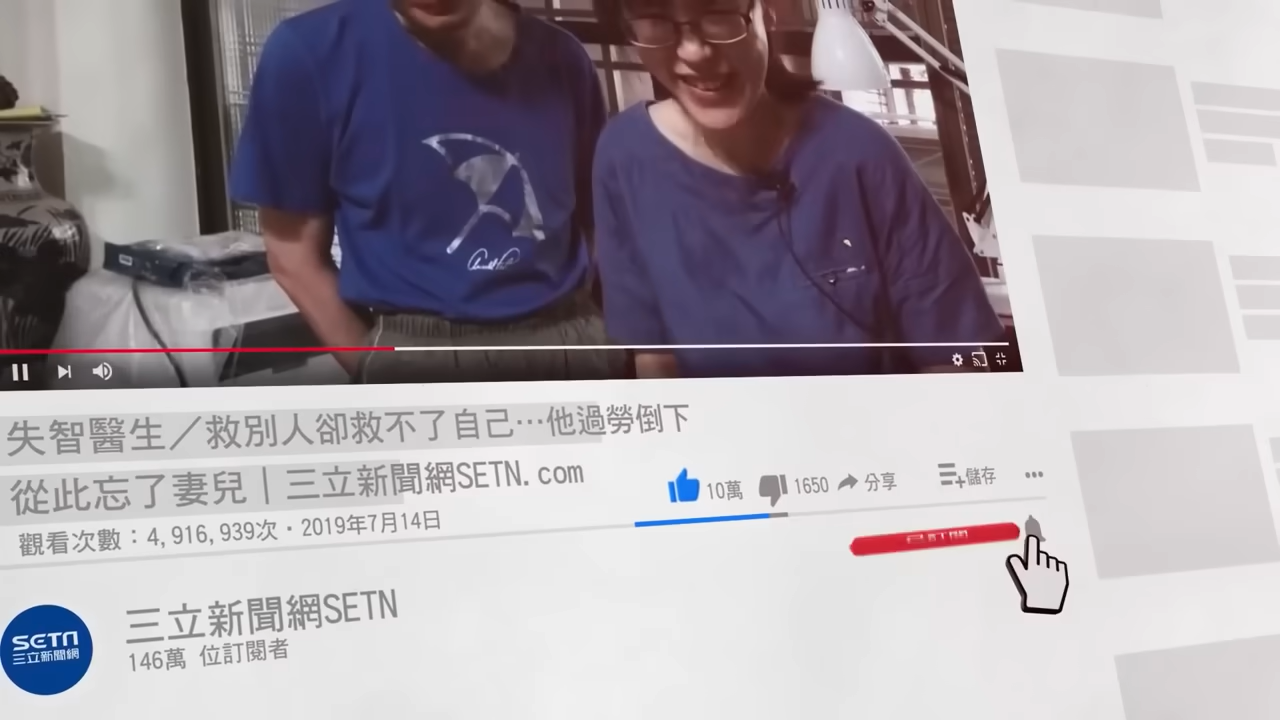 失智醫生／救別人卻救不了自己…他過勞倒下
從此忘了妻兒｜三立新聞網SETN.com
觀看次數：4,916,939次・2019年7月14日
10萬
1650
分享
儲存
三立新聞網SETN
146萬 位訂閱者
SETN
三立新聞網